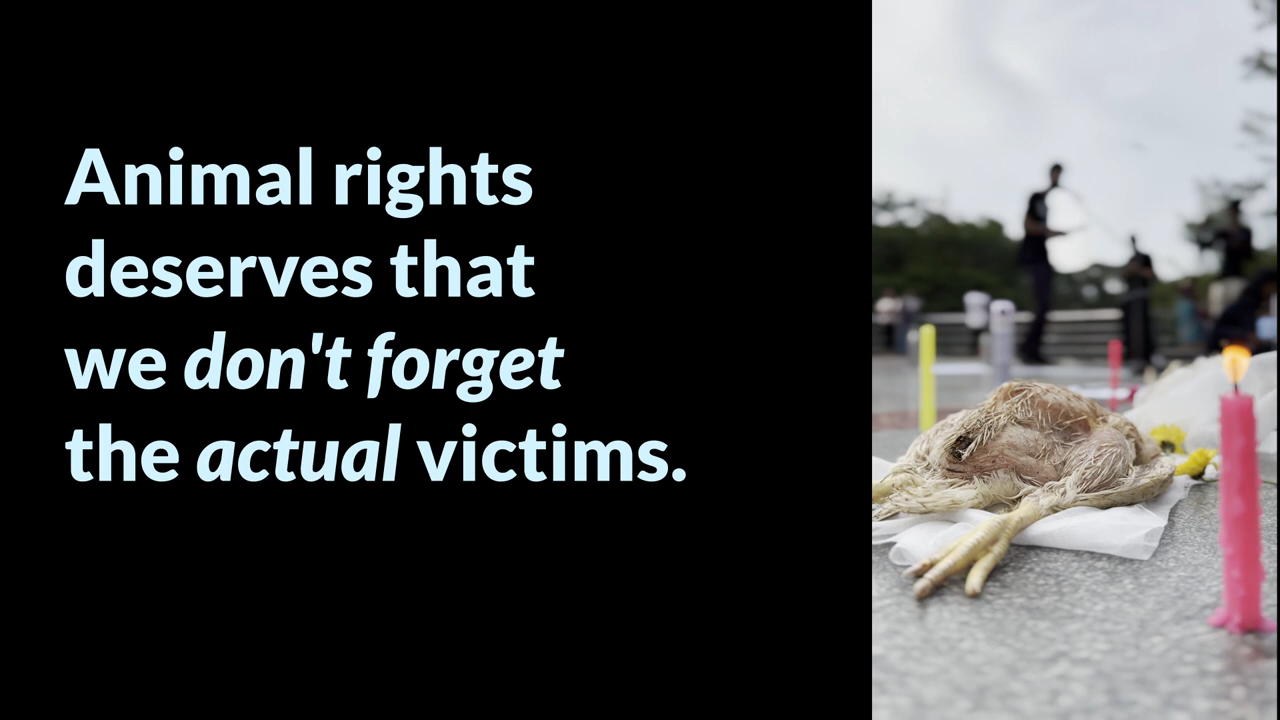 Animal rights
deserves that
we don't forget
the actual victims.